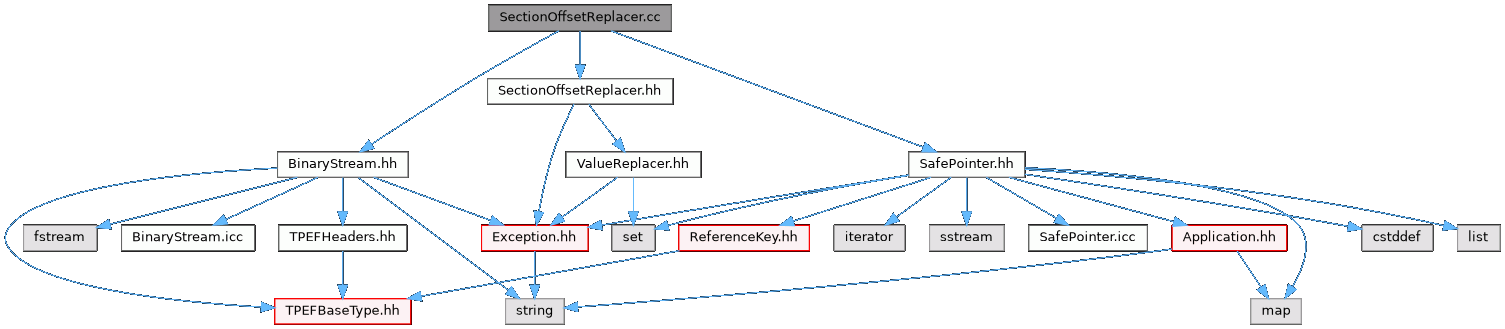 SectionOffsetReplacer.cc
SectionOffsetReplacer.hh
BinaryStream.hh
ValueReplacer.hh
SafePointer.hh
fstream
BinaryStream.icc
TPEFHeaders.hh
Exception.hh
set
ReferenceKey.hh
iterator
sstream
SafePointer.icc
Application.hh
cstddef
list
TPEFBaseType.hh
string
map